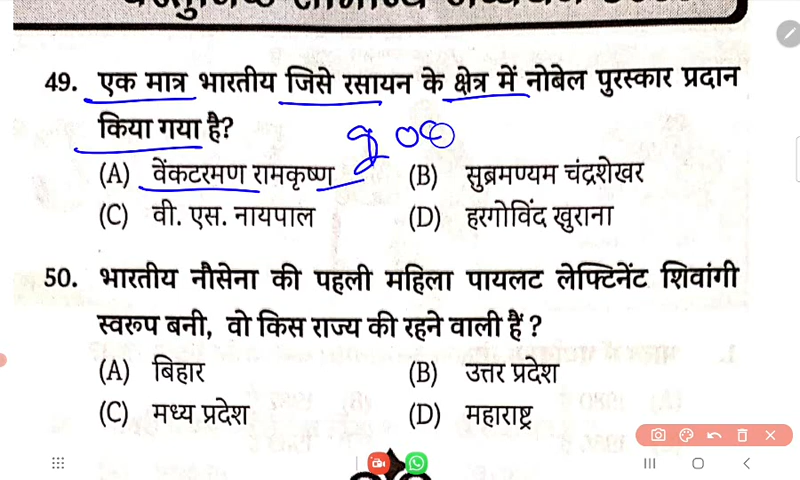 49. एक मात्र भारतीय जिसे रसायन के क्षेत्र में नोबेल पुरस्कार प्रदान
किया गया है?
(A) वेंकटरमण रामकृष्ण (B) सुब्रमण्यम चंद्रशेखर
(C) वी. एस. नायपाल (D) हरगोविंद खुराना
50. भारतीय नौसेना की पहली महिला पायलट लेफ्टिनेंट शिवांगी
स्वरूप बनी, वो किस राज्य की रहने वाली हैं ?
(A) बिहार (B) उत्तर प्रदेश
(C) मध्य प्रदेश (D) महाराष्ट्र